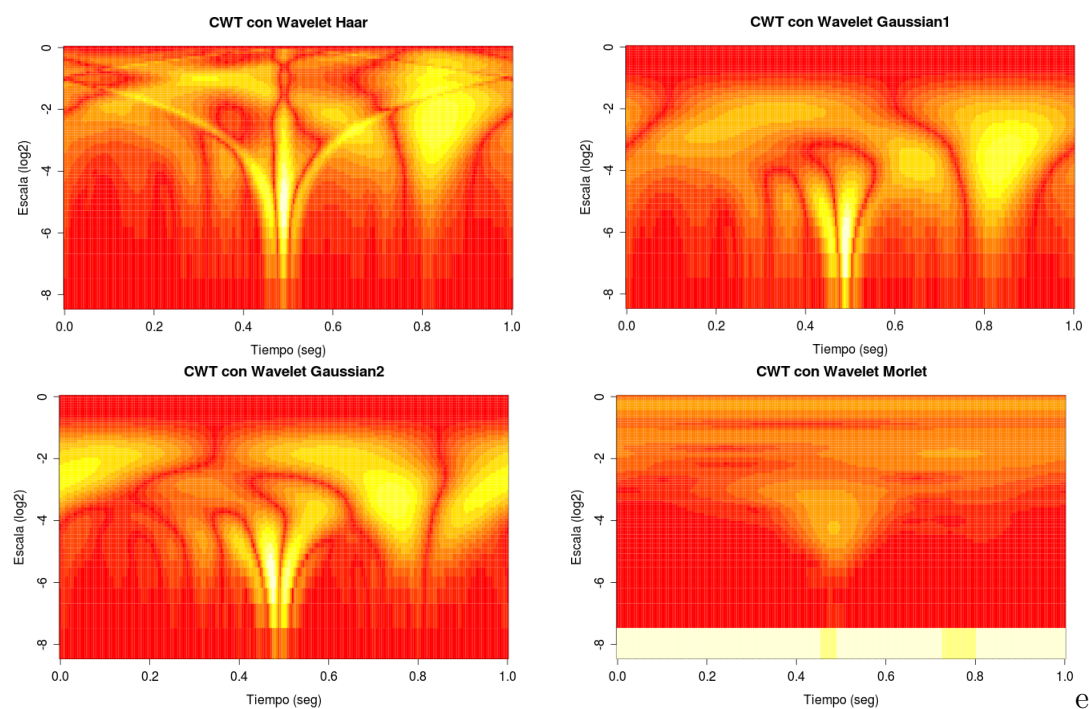 CWT con Wavelet Haar
Escala (log2)
0
-2
-4
-6
-8
0.0 0.2 0.4 0.6 0.8 1.0
Tiempo (seg)
CWT con Wavelet Gaussian1
Escala (log2)
0
-2
-4
-6
-8
0.0 0.2 0.4 0.6 0.8 1.0
Tiempo (seg)
CWT con Wavelet Gaussian2
Escala (log2)
0
-2
-4
-6
-8
0.0 0.2 0.4 0.6 0.8 1.0
Tiempo (seg)
CWT con Wavelet Morlet
Escala (log2)
0
-2
-4
-6
-8
0.0 0.2 0.4 0.6 0.8 1.0
Tiempo (seg)
e